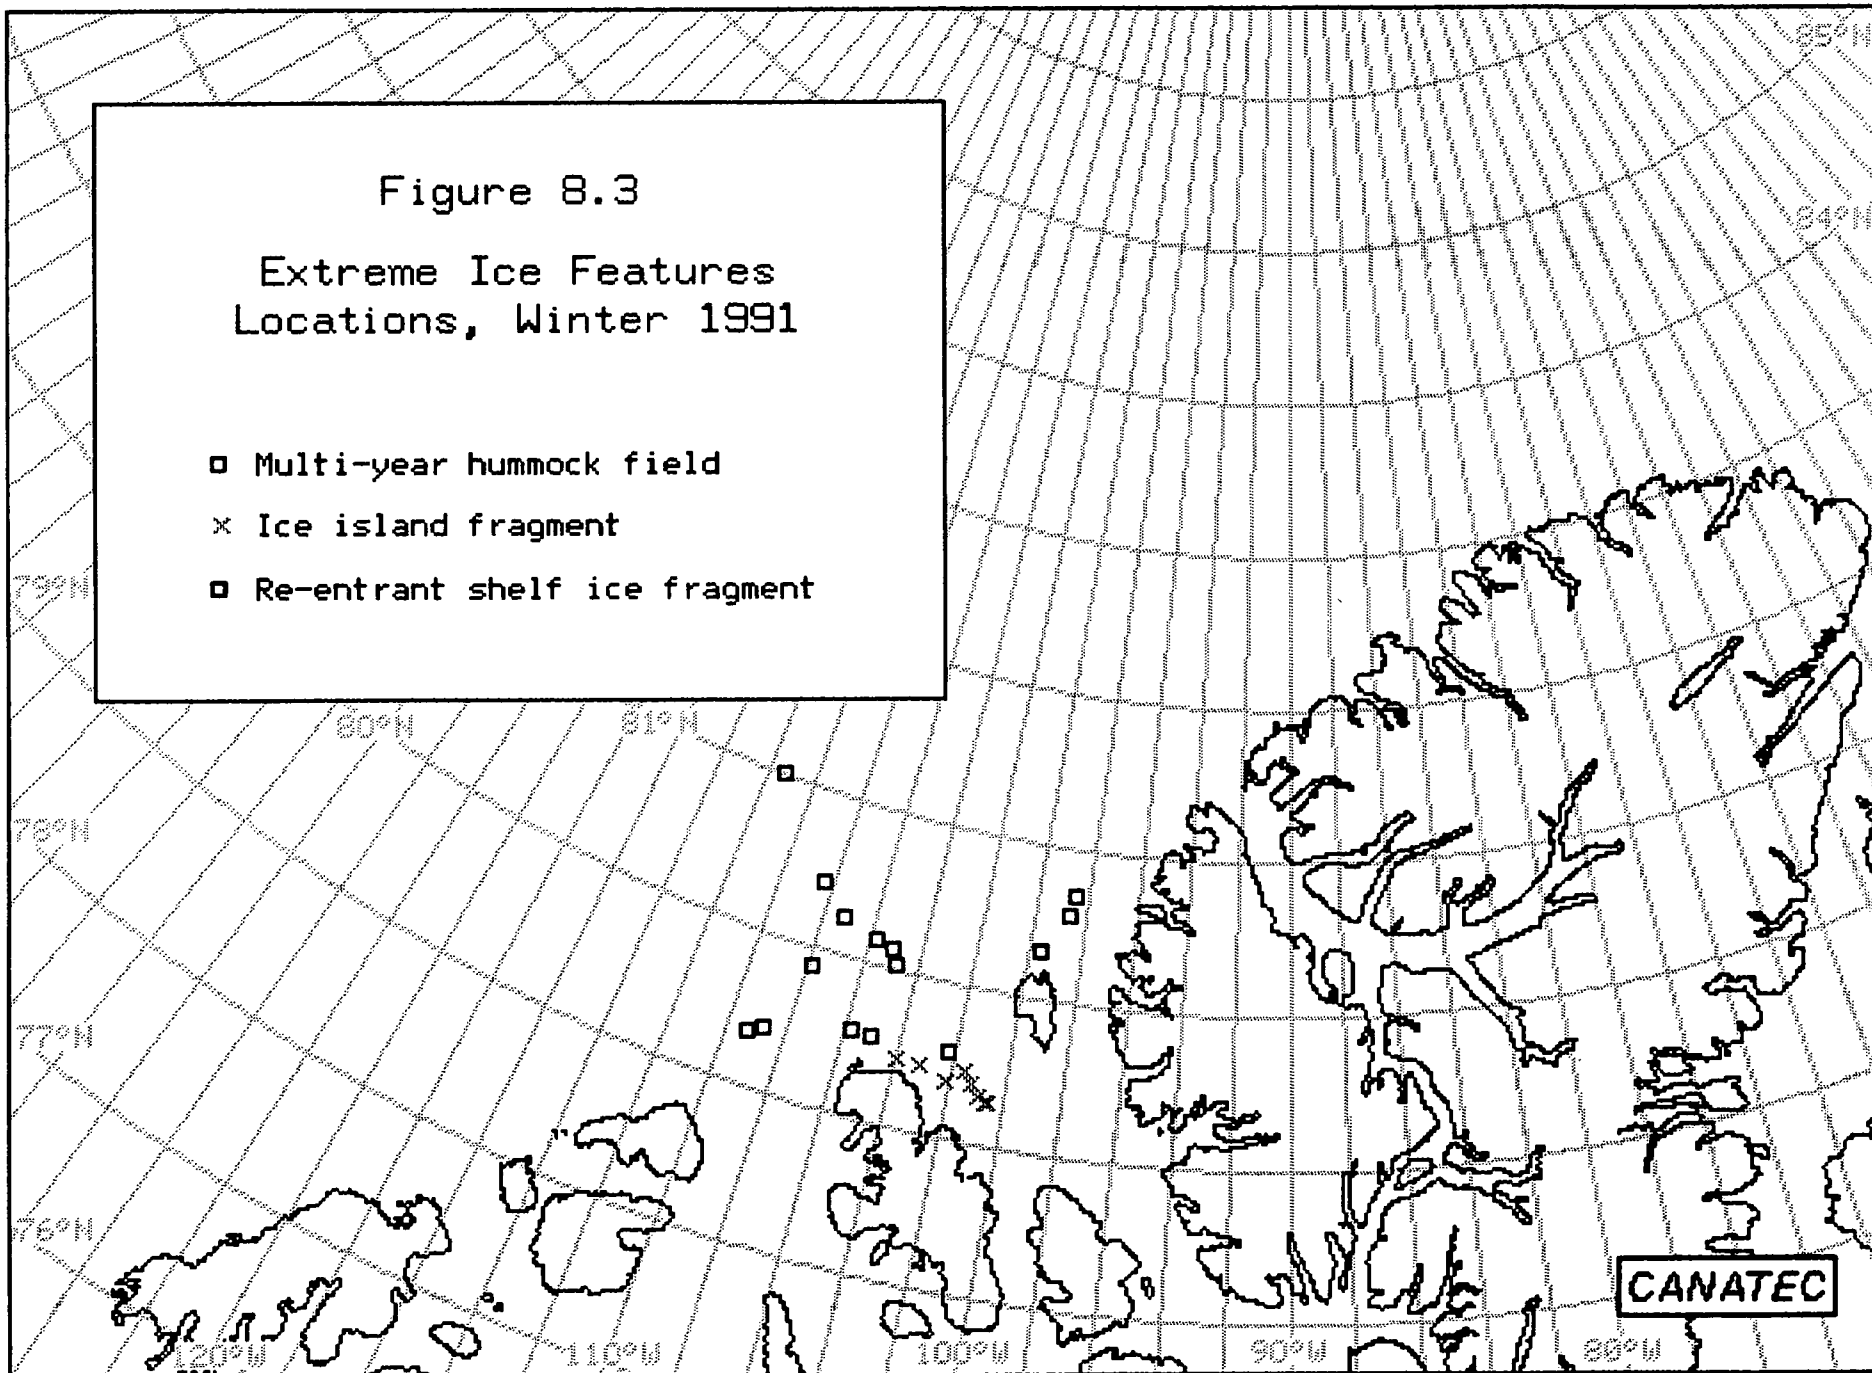 85°N
84°N
Figure 8.3
Extreme Ice Features
Locations, Winter 1991
Multi-year hummock field
Ice island fragment
Re-entrant shelf ice fragment
79°N
80°N
81°N
78°N
77°N
76°N
CANATEC
120°W
110°W
100°W
90°W
80°W